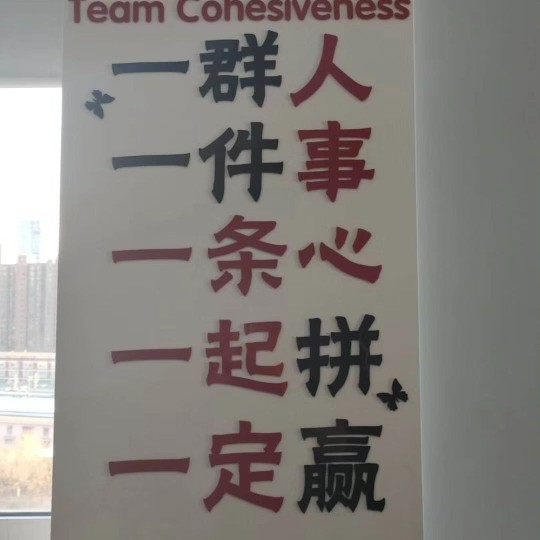 Team Cohesiveness
一群人
一件事
一条心
一起拼
一定赢